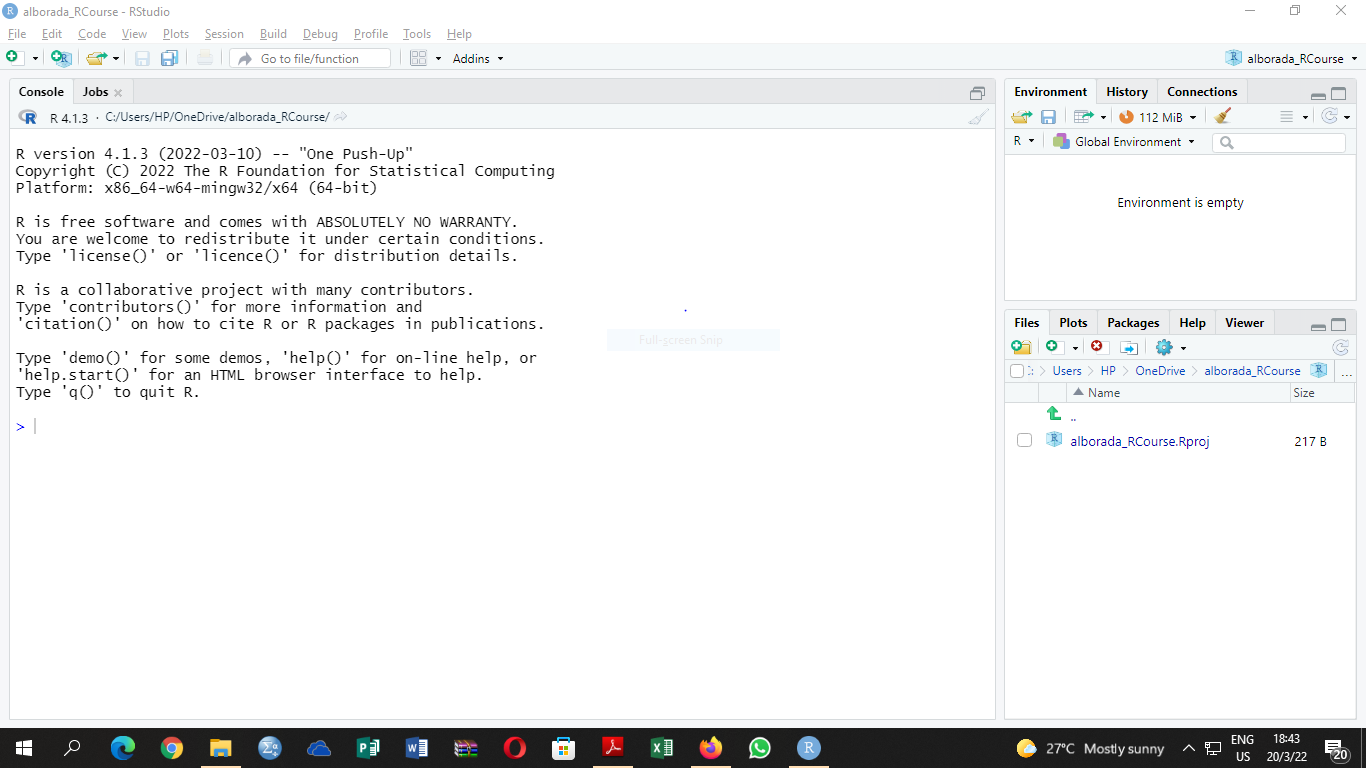 alborada_RCourse - RStudio
File Edit Code View Plots Session Build Debug Profile Tools Help
Go to file/function Addins alborada_RCourse
Console Jobs
R 4.1.3 · C:/Users/HP/OneDrive/alborada_RCourse/
R version 4.1.3 (2022-03-10) -- "One Push-Up"
Copyright (C) 2022 The R Foundation for Statistical Computing
Platform: x86_64-w64-mingw32/x64 (64-bit)
R is free software and comes with ABSOLUTELY NO WARRANTY.
You are welcome to redistribute it under certain conditions.
Type 'license()' or 'licence()' for distribution details.
R is a collaborative project with many contributors.
Type 'contributors()' for more information and
'citation()' on how to cite R or R packages in publications.
Type 'demo()' for some demos, 'help()' for on-line help, or
'help.start()' for an HTML browser interface to help.
Type 'q()' to quit R.
>
Full-screen Snip
Environment History Connections
112 MiB
R Global Environment
Environment is empty
Files Plots Packages Help Viewer
Users HP OneDrive alborada_RCourse ...
Name Size
..
alborada_RCourse.Rproj 217 B
27°C Mostly sunny
ENG
US
18:43
20/3/22
20